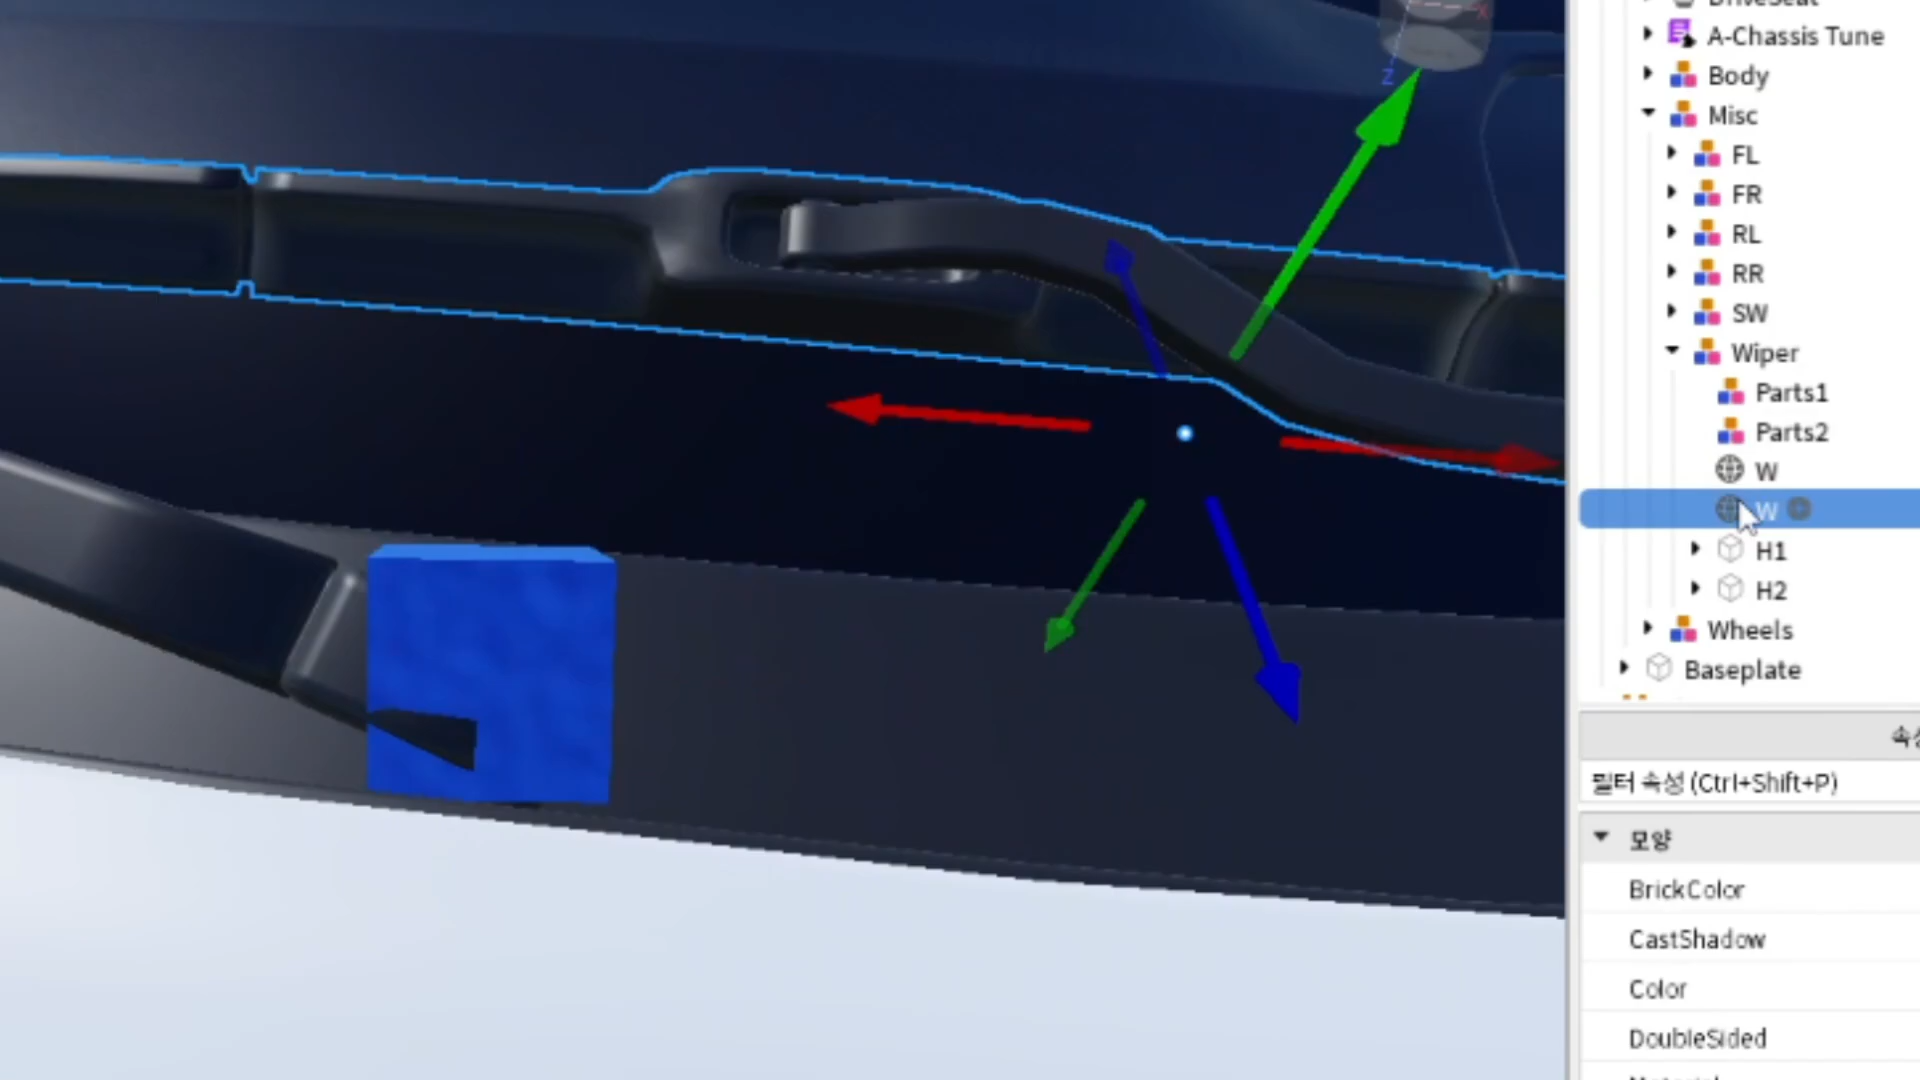 DriveSeat
A-Chassis Tune
Body
Misc
FL
FR
RL
RR
SW
Wiper
Parts1
Parts2
W
W
H1
H2
Wheels
Baseplate
필터 속성 (Ctrl+Shift+P)
모양
BrickColor
CastShadow
Color
DoubleSided
Z